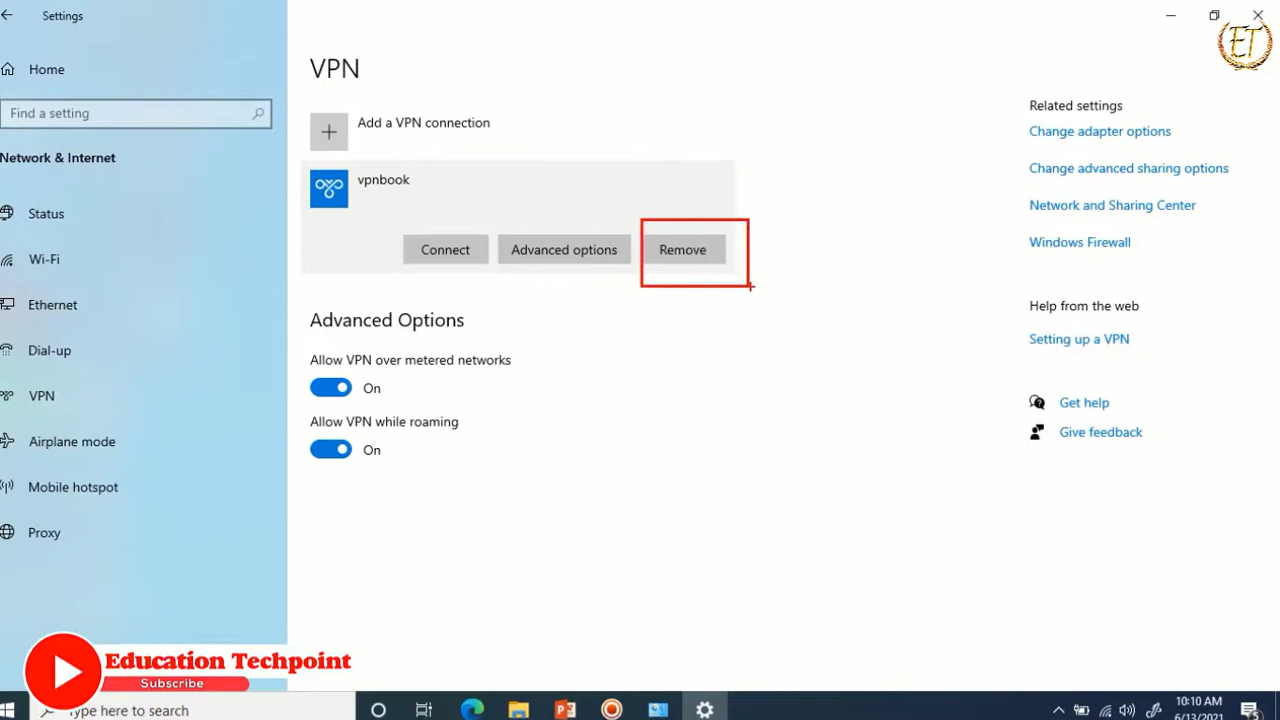 Settings
ET
Home
Find a setting
Network & Internet
Status
Wi-Fi
Ethernet
Dial-up
VPN
Airplane mode
Mobile hotspot
Proxy
VPN
Add a VPN connection
vpnbook
Connect
Advanced options
Remove
Advanced Options
Allow VPN over metered networks
On
Allow VPN while roaming
On
Related settings
Change adapter options
Change advanced sharing options
Network and Sharing Center
Windows Firewall
Help from the web
Setting up a VPN
Get help
Give feedback
Education Techpoint
Subscribe
Type here to search
10:10 AM
6/13/2021
5